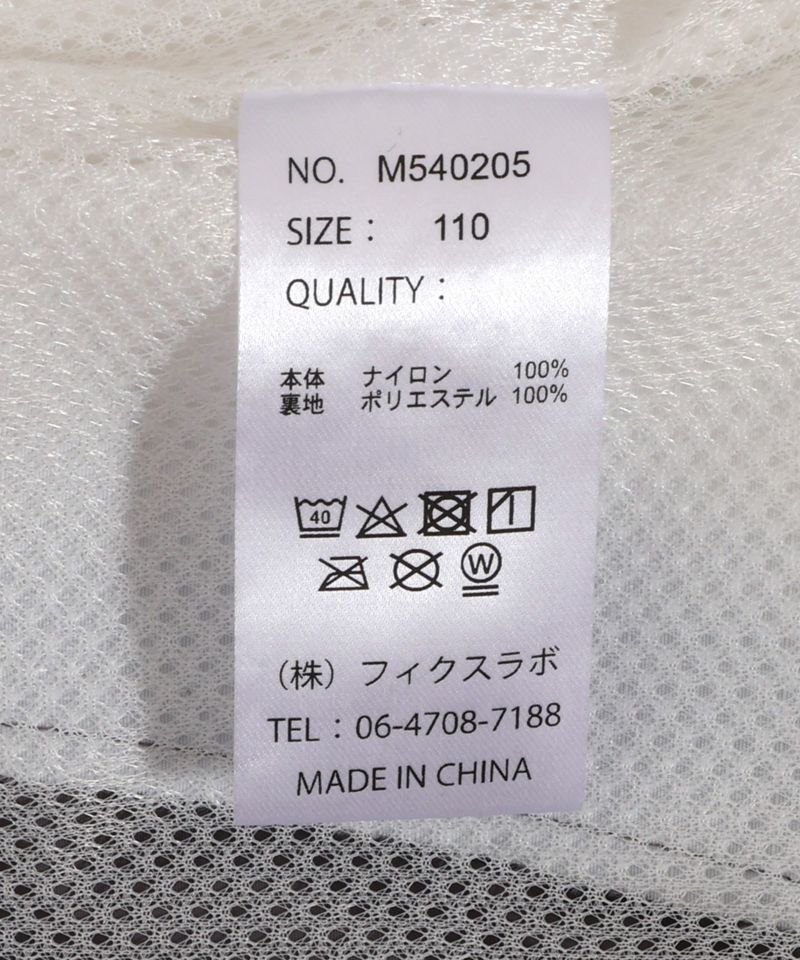 NO. M540205
SIZE： 110
QUALITY：
本体 ナイロン 100%
裏地 ポリエステル 100%
40
W
（株）フィクスラボ
TEL：06-4708-7188
MADE IN CHINA